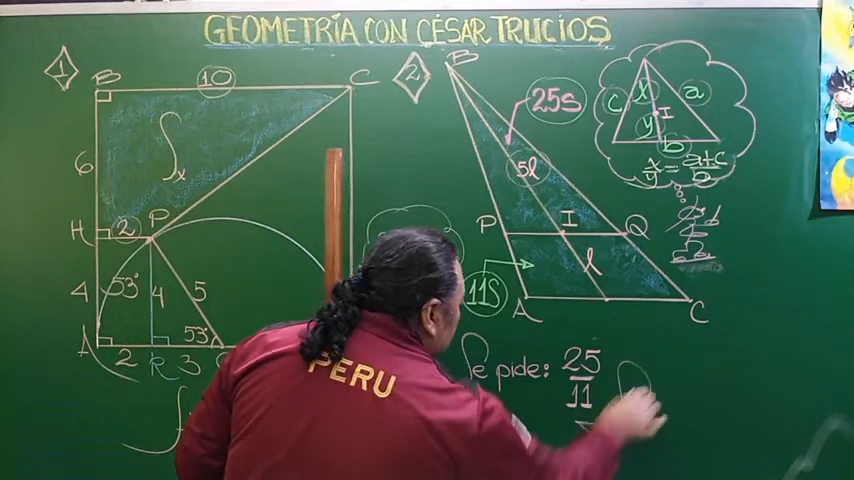 GEOMETRÍA CON CÉSAR TRUCIOS
1
B
10
C
6
Sx
H
2
P
53°
4
4
5
53°
A
2
R
3
2
B
25S
5l
P
I
Q
l
11S
A
C
Se pide:
25
11
c
x
a
I
y
b
x/y = a+c/b
PERU